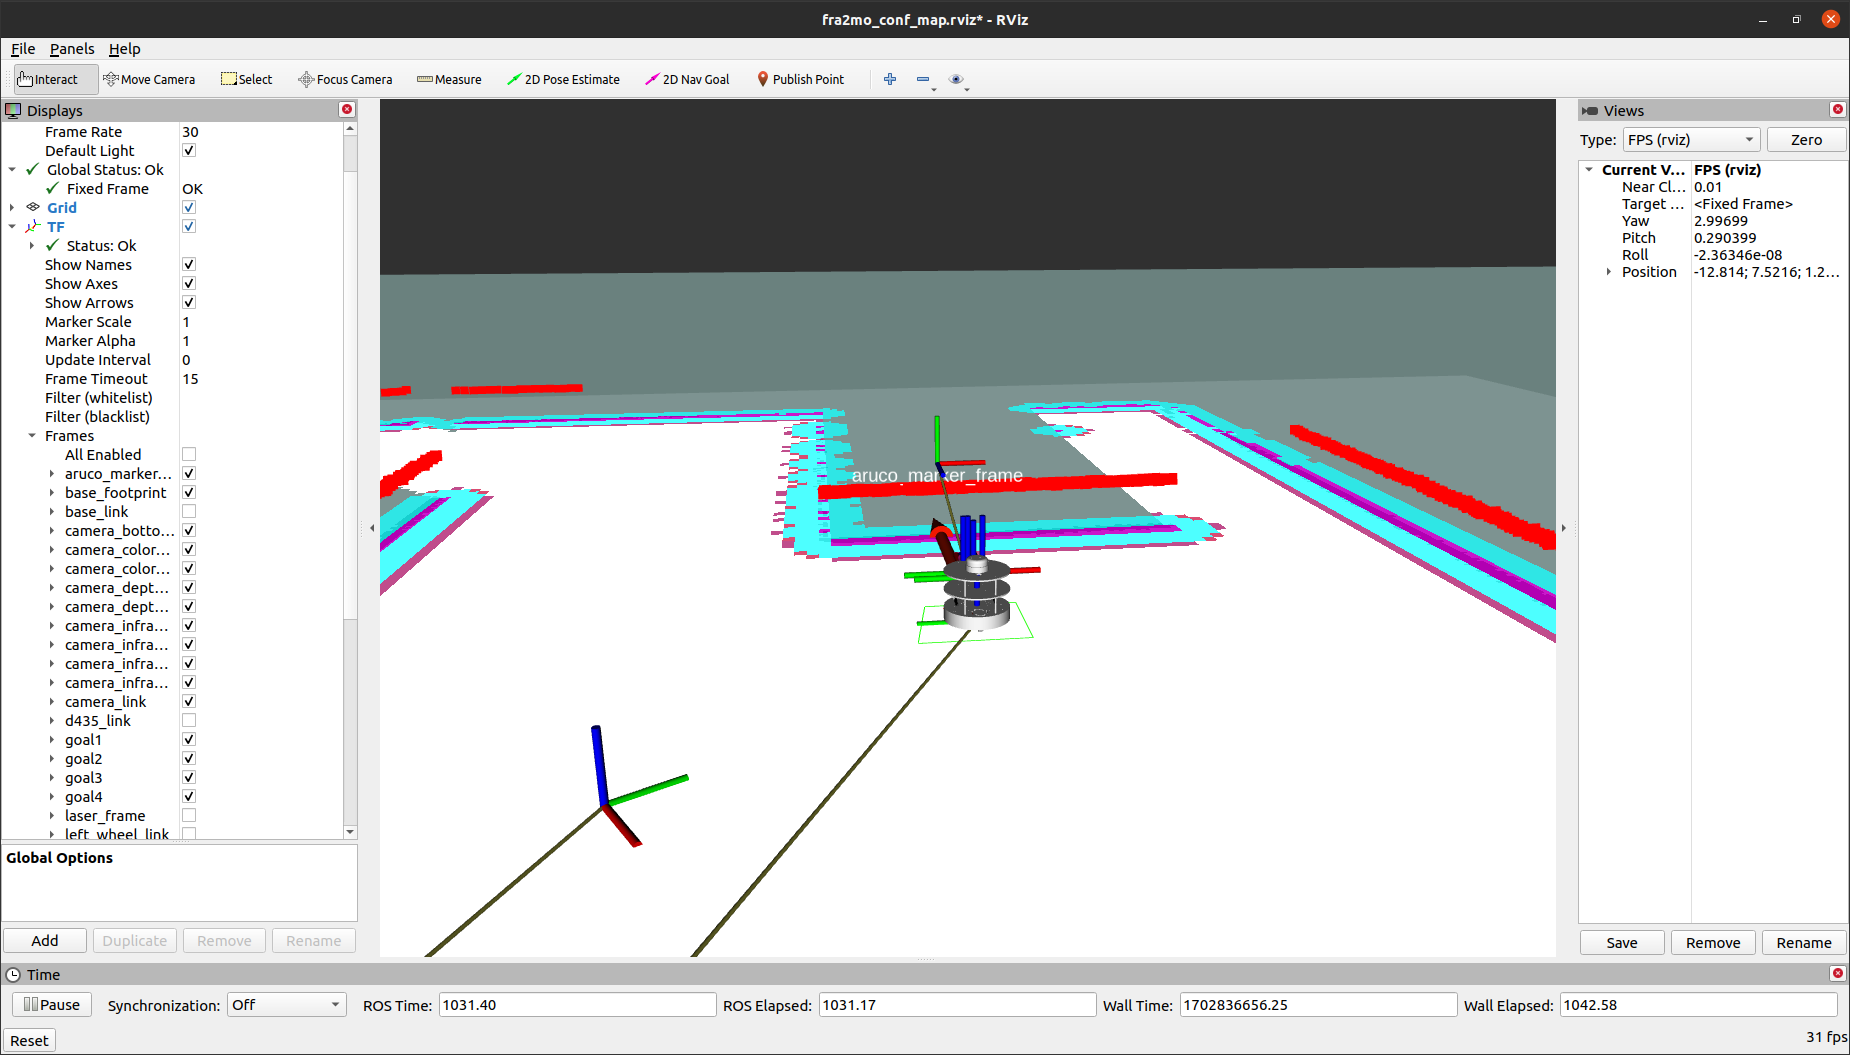 fra2mo_conf_map.rviz* - RViz
File Panels Help
Interact Move Camera Select Focus Camera Measure 2D Pose Estimate 2D Nav Goal Publish Point
Displays
Frame Rate 30
Default Light
Global Status: Ok
Fixed Frame OK
Grid
TF
Status: Ok
Show Names
Show Axes
Show Arrows
Marker Scale 1
Marker Alpha 1
Update Interval 0
Frame Timeout 15
Filter (whitelist)
Filter (blacklist)
Frames
All Enabled
aruco_marker...
base_footprint
base_link
camera_botto...
camera_color...
camera_color...
camera_dept...
camera_dept...
camera_infra...
camera_infra...
camera_infra...
camera_infra...
camera_link
d435_link
goal1
goal2
goal3
goal4
laser_frame
left_wheel_link
Global Options
Add Duplicate Remove Rename
aruco_marker_frame
Views
Type: FPS (rviz) Zero
Current V... FPS (rviz)
Near Cl... 0.01
Target ... <Fixed Frame>
Yaw 2.99699
Pitch 0.290399
Roll -2.36346e-08
Position -12.814; 7.5216; 1.2...
Save Remove Rename
Time
Pause Synchronization: Off ROS Time: 1031.40 ROS Elapsed: 1031.17 Wall Time: 1702836656.25 Wall Elapsed: 1042.58
Reset 31 fps